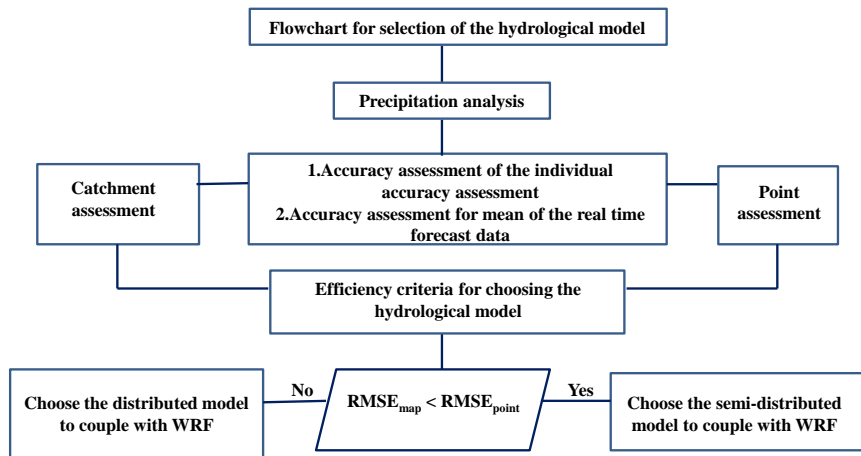 Flowchart for selection of the hydrological model
Precipitation analysis
Catchment
assessment
1.Accuracy assessment of the individual
accuracy assessment
2.Accuracy assessment for mean of the real time
forecast data
Point
assessment
Efficiency criteria for choosing the
hydrological model
Choose the distributed model
to couple with WRF
No
RMSEmap < RMSEpoint
Yes
Choose the semi-distributed
model to couple with WRF